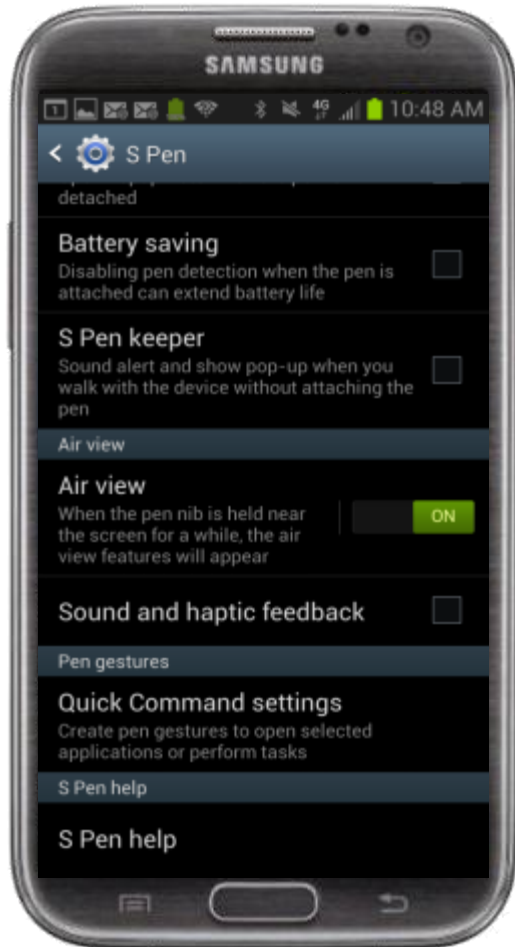 SAMSUNG
1
4G
10:48 AM
S Pen
detached
Battery saving
Disabling pen detection when the pen is
attached can extend battery life
S Pen keeper
Sound alert and show pop-up when you
walk with the device without attaching the
pen
Air view
Air view
When the pen nib is held near
the screen for a while, the air
view features will appear
ON
Sound and haptic feedback
Pen gestures
Quick Command settings
Create pen gestures to open selected
applications or perform tasks
S Pen help
S Pen help